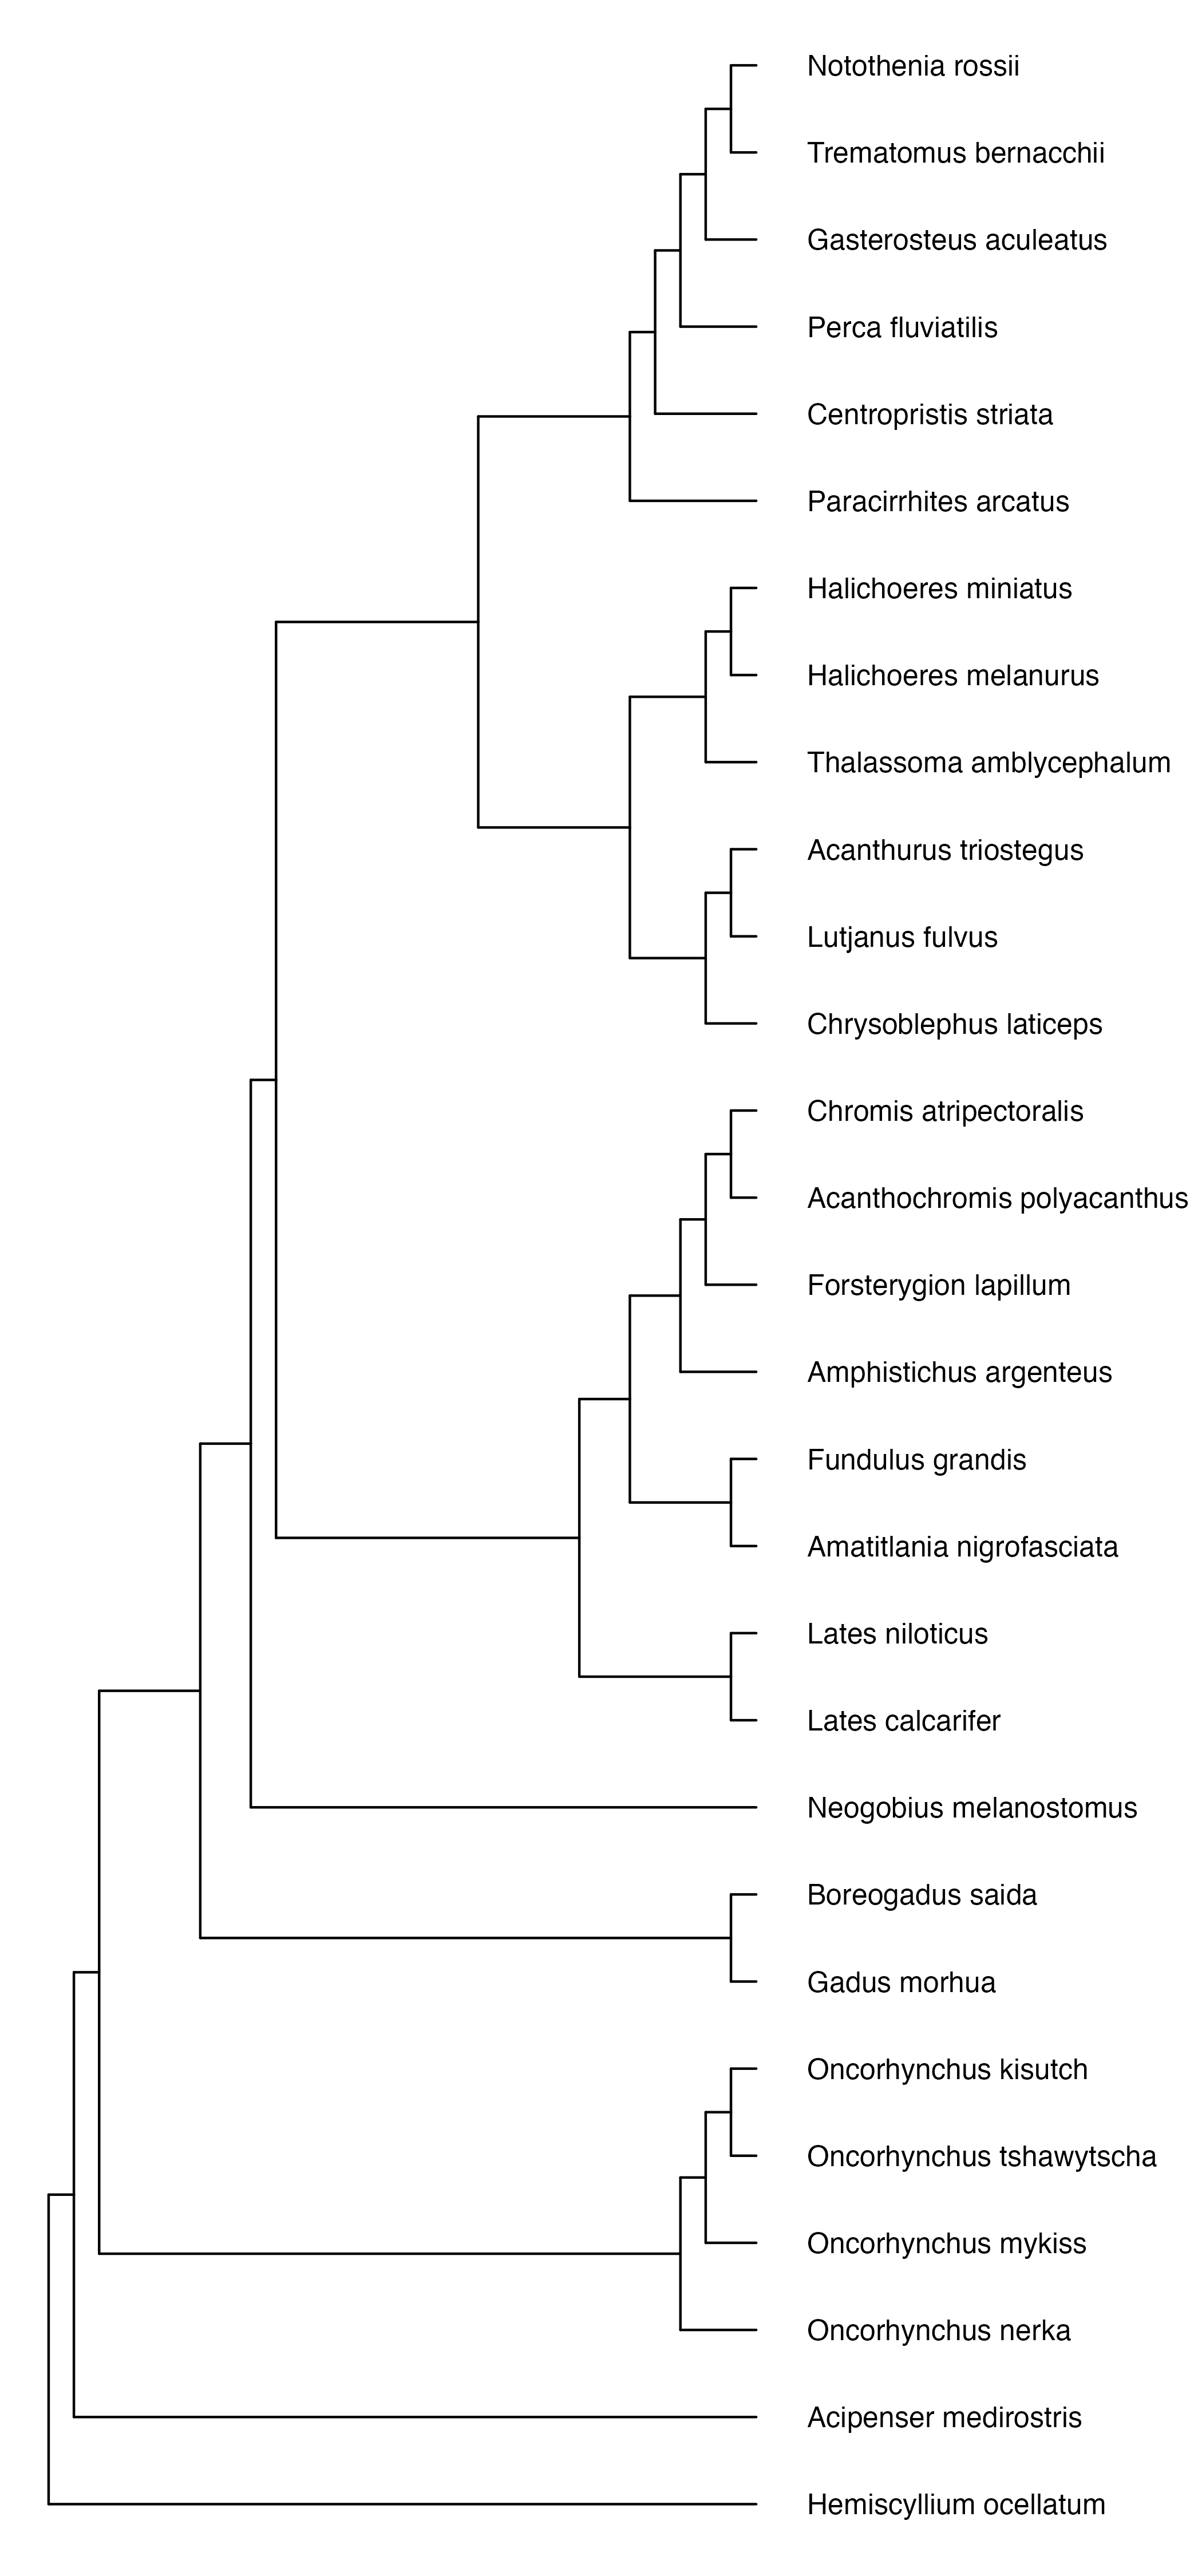 Notothenia rossii
Trematomus bernacchii
Gasterosteus aculeatus
Perca fluviatilis
Centropristis striata
Paracirrhites arcatus
Halichoeres miniatus
Halichoeres melanurus
Thalassoma amblycephalum
Acanthurus triostegus
Lutjanus fulvus
Chrysoblephus laticeps
Chromis atripectoralis
Acanthochromis polyacanthus
Forsterygion lapillum
Amphistichus argenteus
Fundulus grandis
Amatitlania nigrofasciata
Lates niloticus
Lates calcarifer
Neogobius melanostomus
Boreogadus saida
Gadus morhua
Oncorhynchus kisutch
Oncorhynchus tshawytscha
Oncorhynchus mykiss
Oncorhynchus nerka
Acipenser medirostris
Hemiscyllium ocellatum